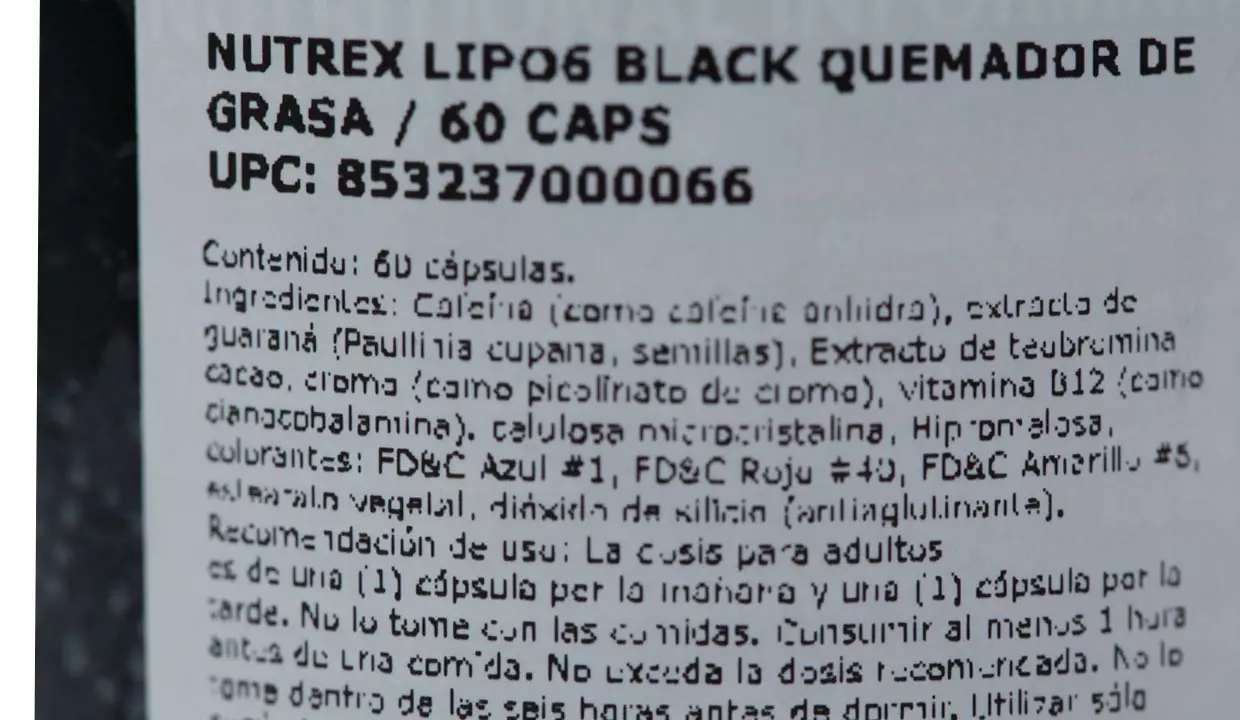 NUTREX LIPO6 BLACK QUEMADOR DE
GRASA / 60 CAPS
UPC: 853237000066
Contenido: 60 cápsulas.
Ingredientes: Cafeína (como cafeína anhidra), extracto de
guaraná (Paullinia cupana, semillas), Extracto de teobromina
cacao, cromo (como picolinato de cromo), vitamina B12 (como
cianocobalamina), celulosa microcristalina, Hipromelosa,
colorantes: FD&C Azul #1, FD&C Rojo #40, FD&C Amarillo #5,
estearato vegetal, dióxido de silicio (antiaglutinante).
Recomendación de uso: La dosis para adultos
es de una (1) cápsula por la mañana y una (1) cápsula por la
tarde. No lo tome con las comidas. Consumir al menos 1 hora
antes de una comida. No exceda la dosis recomendada. No lo
tome dentro de las seis horas antes de dormir. Utilizar sólo